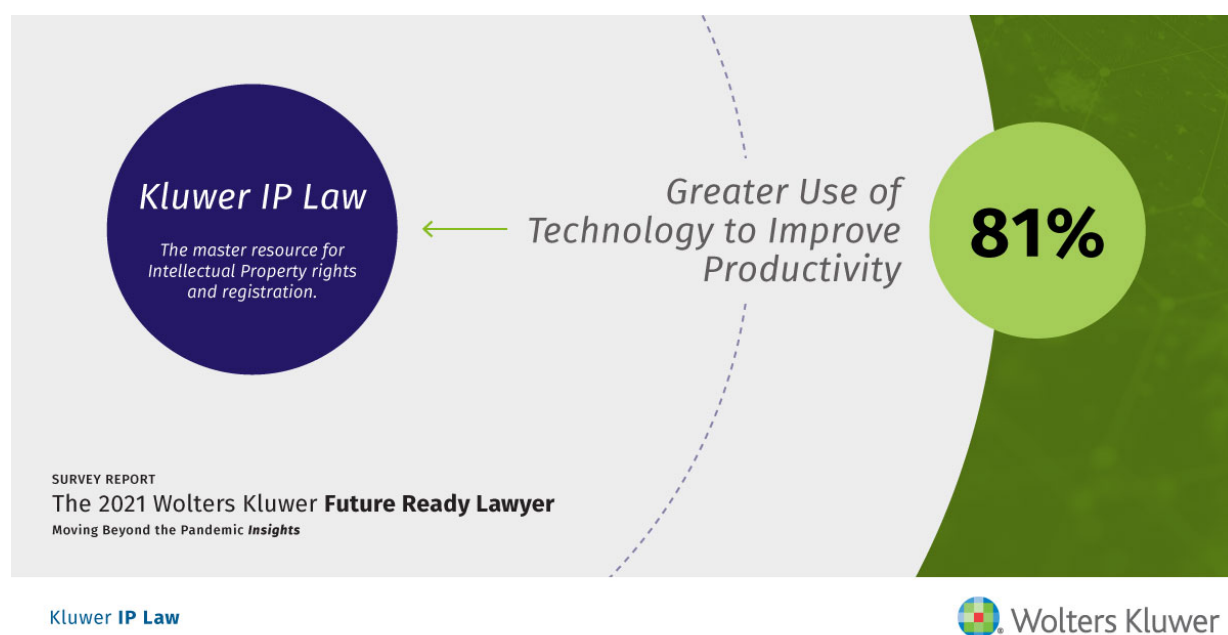 Kluwer IP Law
The master resource for
Intellectual Property rights
and registration.
Greater Use of
Technology to Improve
Productivity
81%
SURVEY REPORT
The 2021 Wolters Kluwer Future Ready Lawyer
Moving Beyond the Pandemic Insights
Kluwer IP Law
Wolters Kluwer